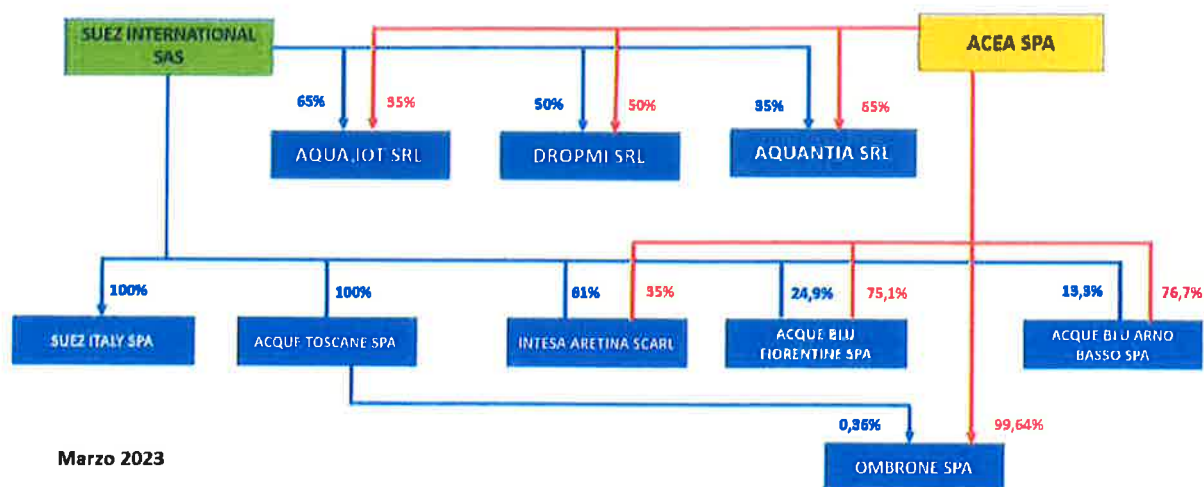 SUEZ INTERNATIONAL
SAS
ACEA SPA
65%
35%
50%
50%
35%
65%
AQUA.IOT SRL
DROPMI SRL
AQUANTIA SRL
100%
100%
61%
35%
24,9%
75,1%
13,3%
76,7%
SUEZ ITALY SPA
ACQUE TOSCANE SPA
INTESA ARETINA SCARL
ACQUE BLU
FIORENTINE SPA
ACQUE BLU ARNO
BASSO SPA
0,36%
99,64%
Marzo 2023
OMBRONE SPA